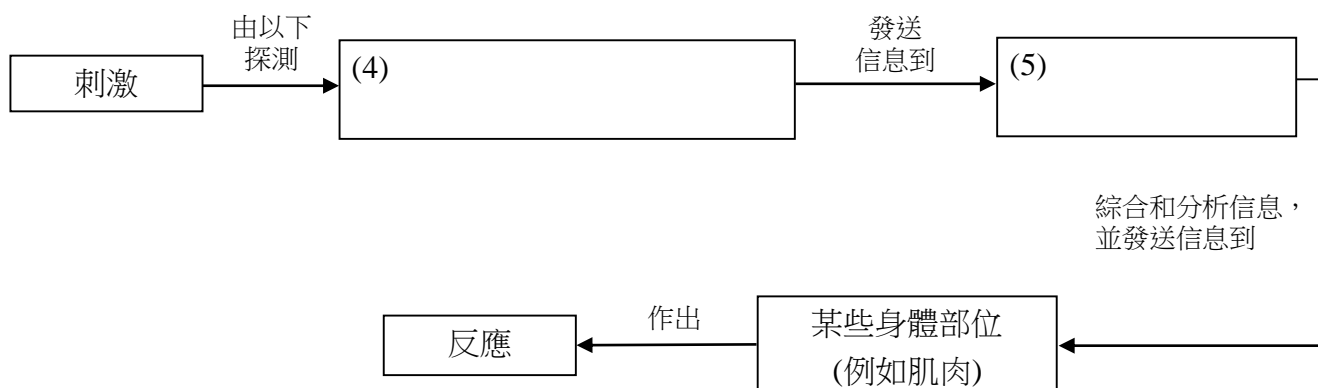 刺激
由以下
探測
(4)
發送
信息到
(5)
綜合和分析信息，
並發送信息到
某些身體部位
(例如肌肉)
作出
反應